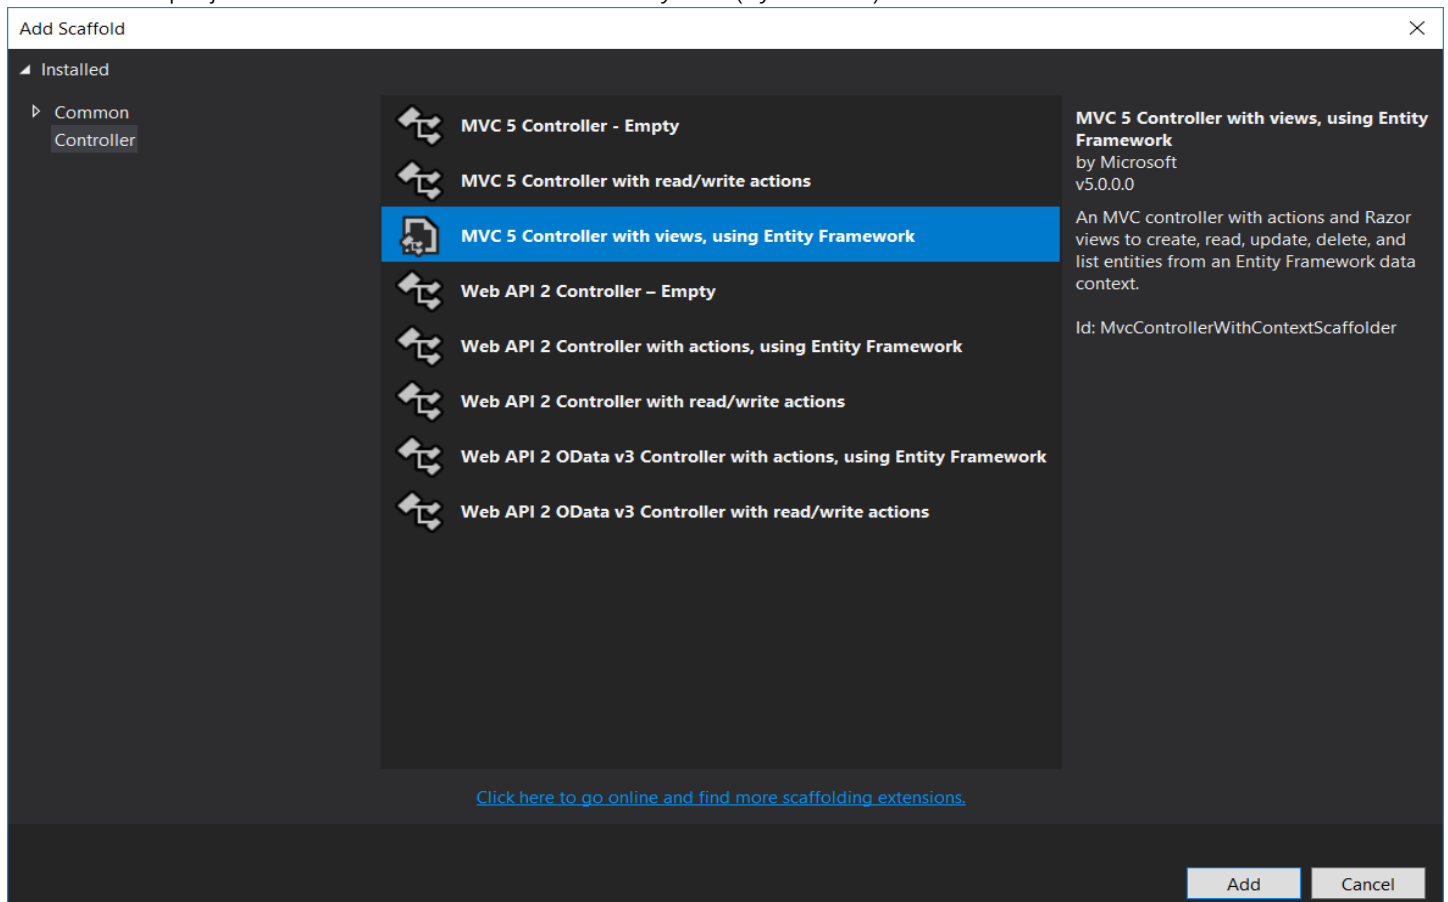 Add Scaffold
Installed
Common
Controller
MVC 5 Controller - Empty
MVC 5 Controller with read/write actions
MVC 5 Controller with views, using Entity Framework
Web API 2 Controller – Empty
Web API 2 Controller with actions, using Entity Framework
Web API 2 Controller with read/write actions
Web API 2 OData v3 Controller with actions, using Entity Framework
Web API 2 OData v3 Controller with read/write actions
Click here to go online and find more scaffolding extensions.
MVC 5 Controller with views, using Entity
Framework
by Microsoft
v5.0.0.0
An MVC controller with actions and Razor
views to create, read, update, delete, and
list entities from an Entity Framework data
context.
Id: MvcControllerWithContextScaffolder
Add
Cancel